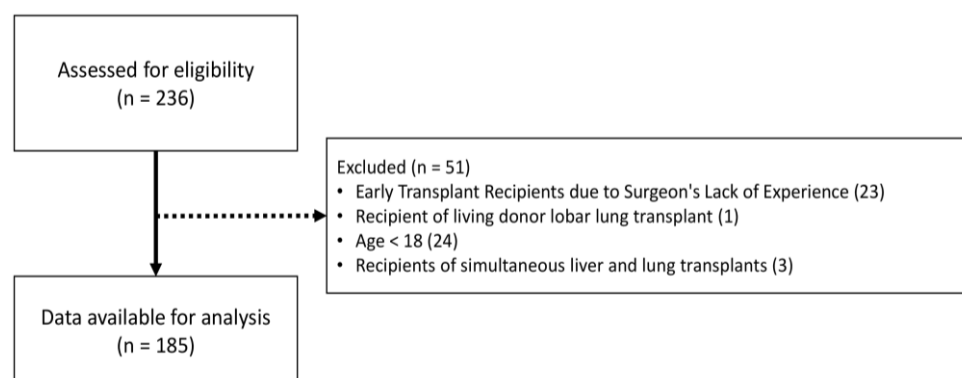 Assessed for eligibility
(n = 236)
Excluded (n = 51)
• Early Transplant Recipients due to Surgeon's Lack of Experience (23)
• Recipient of living donor lobar lung transplant (1)
• Age < 18 (24)
• Recipients of simultaneous liver and lung transplants (3)
Data available for analysis
(n = 185)